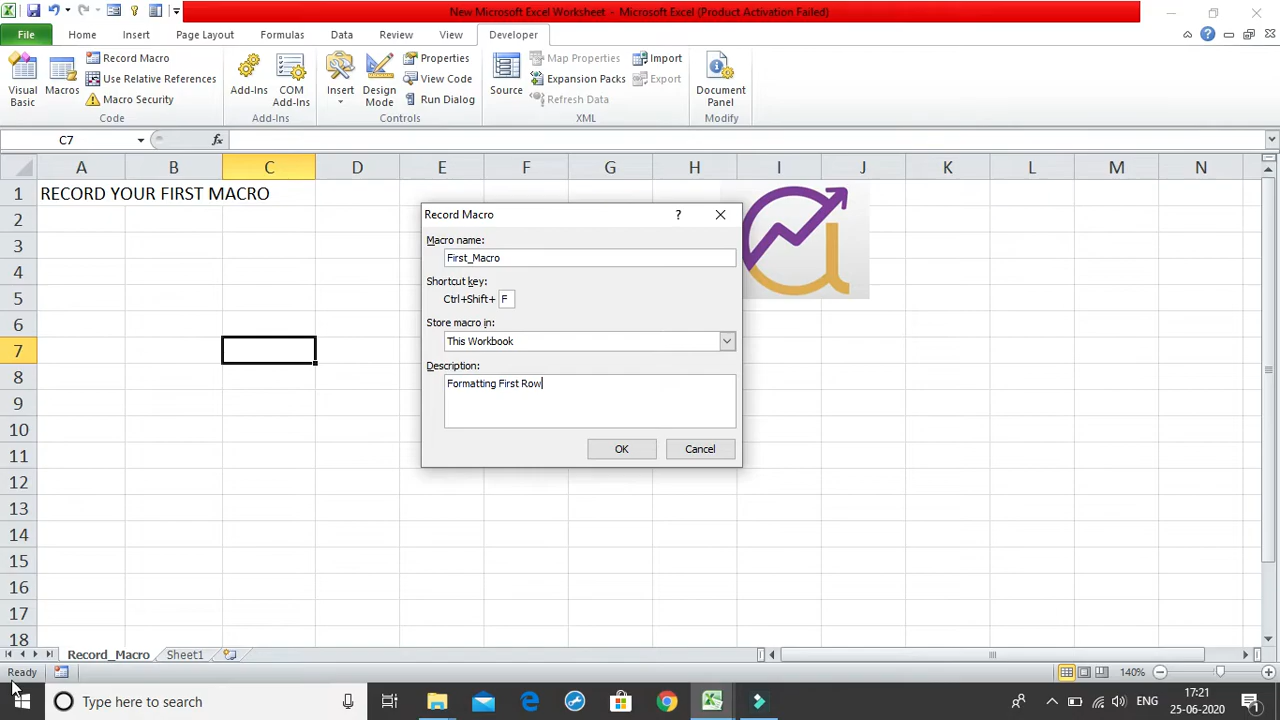 New Microsoft Excel Worksheet - Microsoft Excel (Product Activation Failed)
File Home Insert Page Layout Formulas Data Review View Developer
Visual Basic
Macros
Record Macro
Use Relative References
Macro Security
Code
Add-Ins
COM Add-Ins
Add-Ins
Insert
Design Mode
Properties
View Code
Run Dialog
Controls
Source
Map Properties
Expansion Packs
Refresh Data
Import
Export
XML
Document Panel
Modify
C7 fx
A B C D E F G H I J K L M N
1 RECORD YOUR FIRST MACRO
2
3
4
5
6
7
8
9
10
11
12
13
14
15
16
17
18
Record Macro ?
Macro name:
First_Macro
Shortcut key:
Ctrl+Shift+ F
Store macro in:
This Workbook
Description:
Formatting First Row
OK Cancel
Record_Macro Sheet1
Ready 140%
Type here to search
ENG
17:21
25-06-2020
1